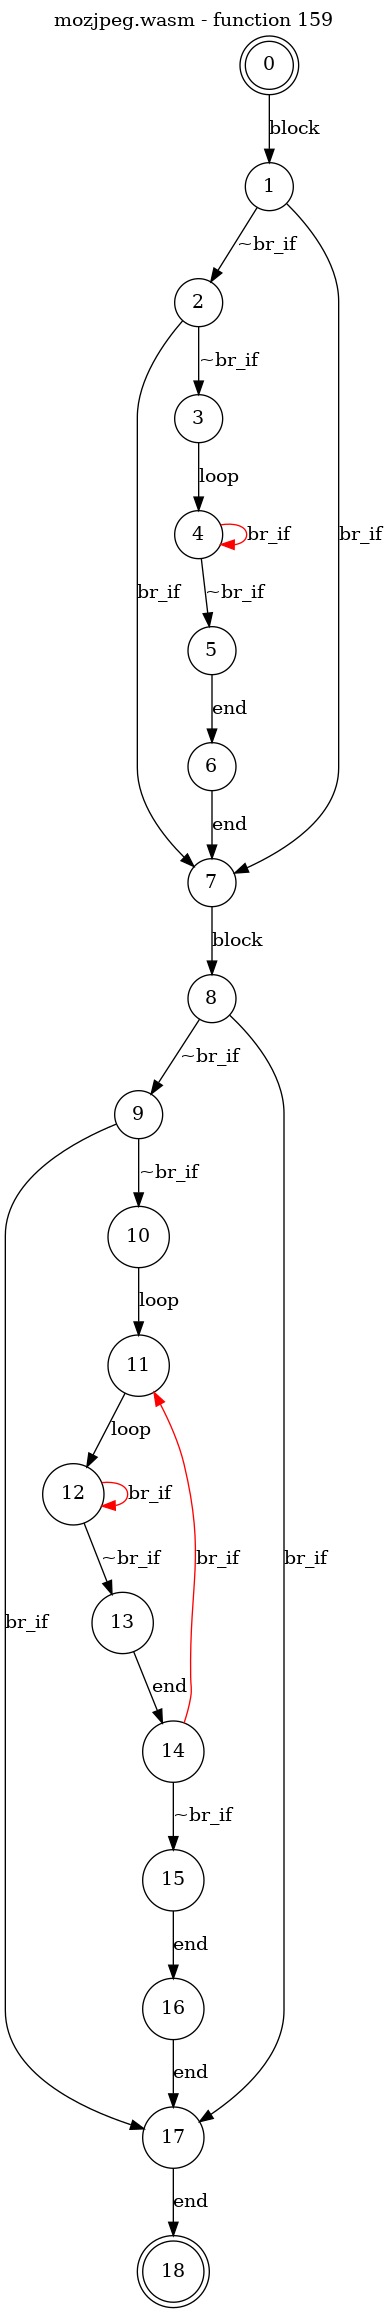 mozjpeg.wasm - function 159
0
block
1
~br_if
2
~br_if
3
loop
br_if
br_if
4
br_if
~br_if
5
end
6
end
7
block
8
~br_if
9
~br_if
10
loop
11
loop
12
br_if
~br_if
br_if
br_if
br_if
13
end
14
~br_if
15
end
16
end
17
end
18